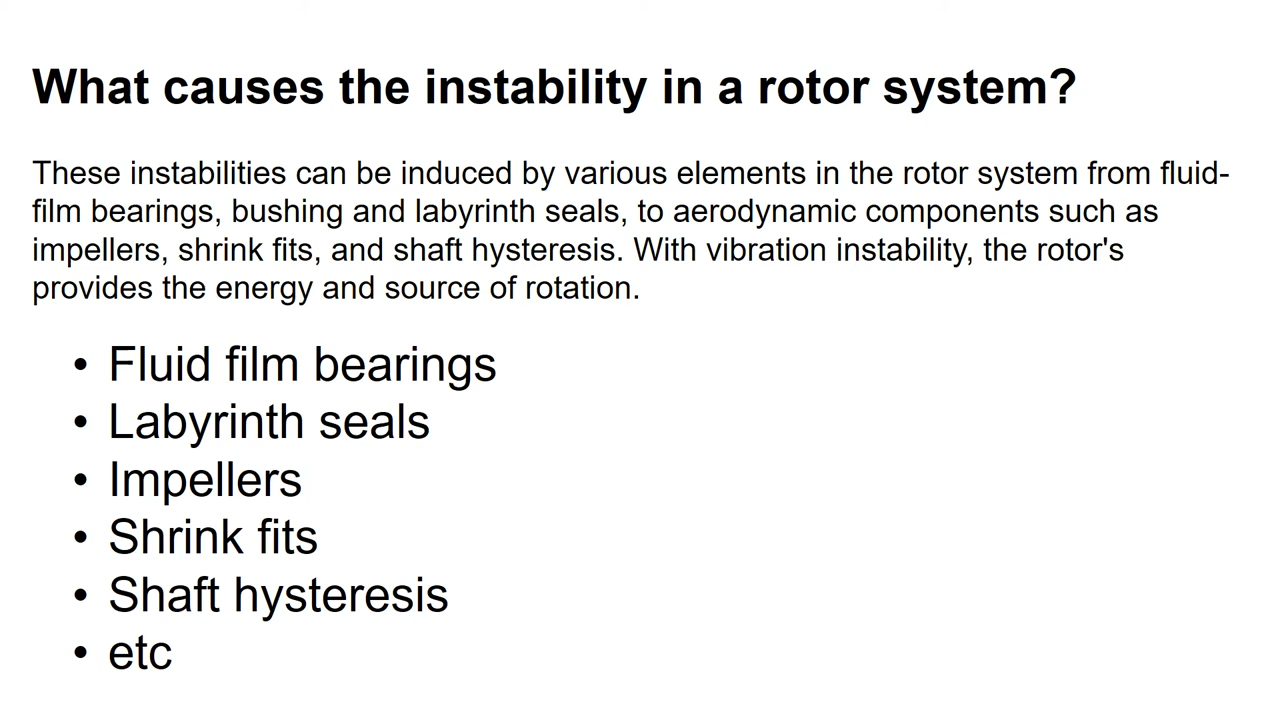 What causes the instability in a rotor system?
These instabilities can be induced by various elements in the rotor system from fluid-
film bearings, bushing and labyrinth seals, to aerodynamic components such as
impellers, shrink fits, and shaft hysteresis. With vibration instability, the rotor's
provides the energy and source of rotation.
• Fluid film bearings
• Labyrinth seals
• Impellers
• Shrink fits
• Shaft hysteresis
• etc